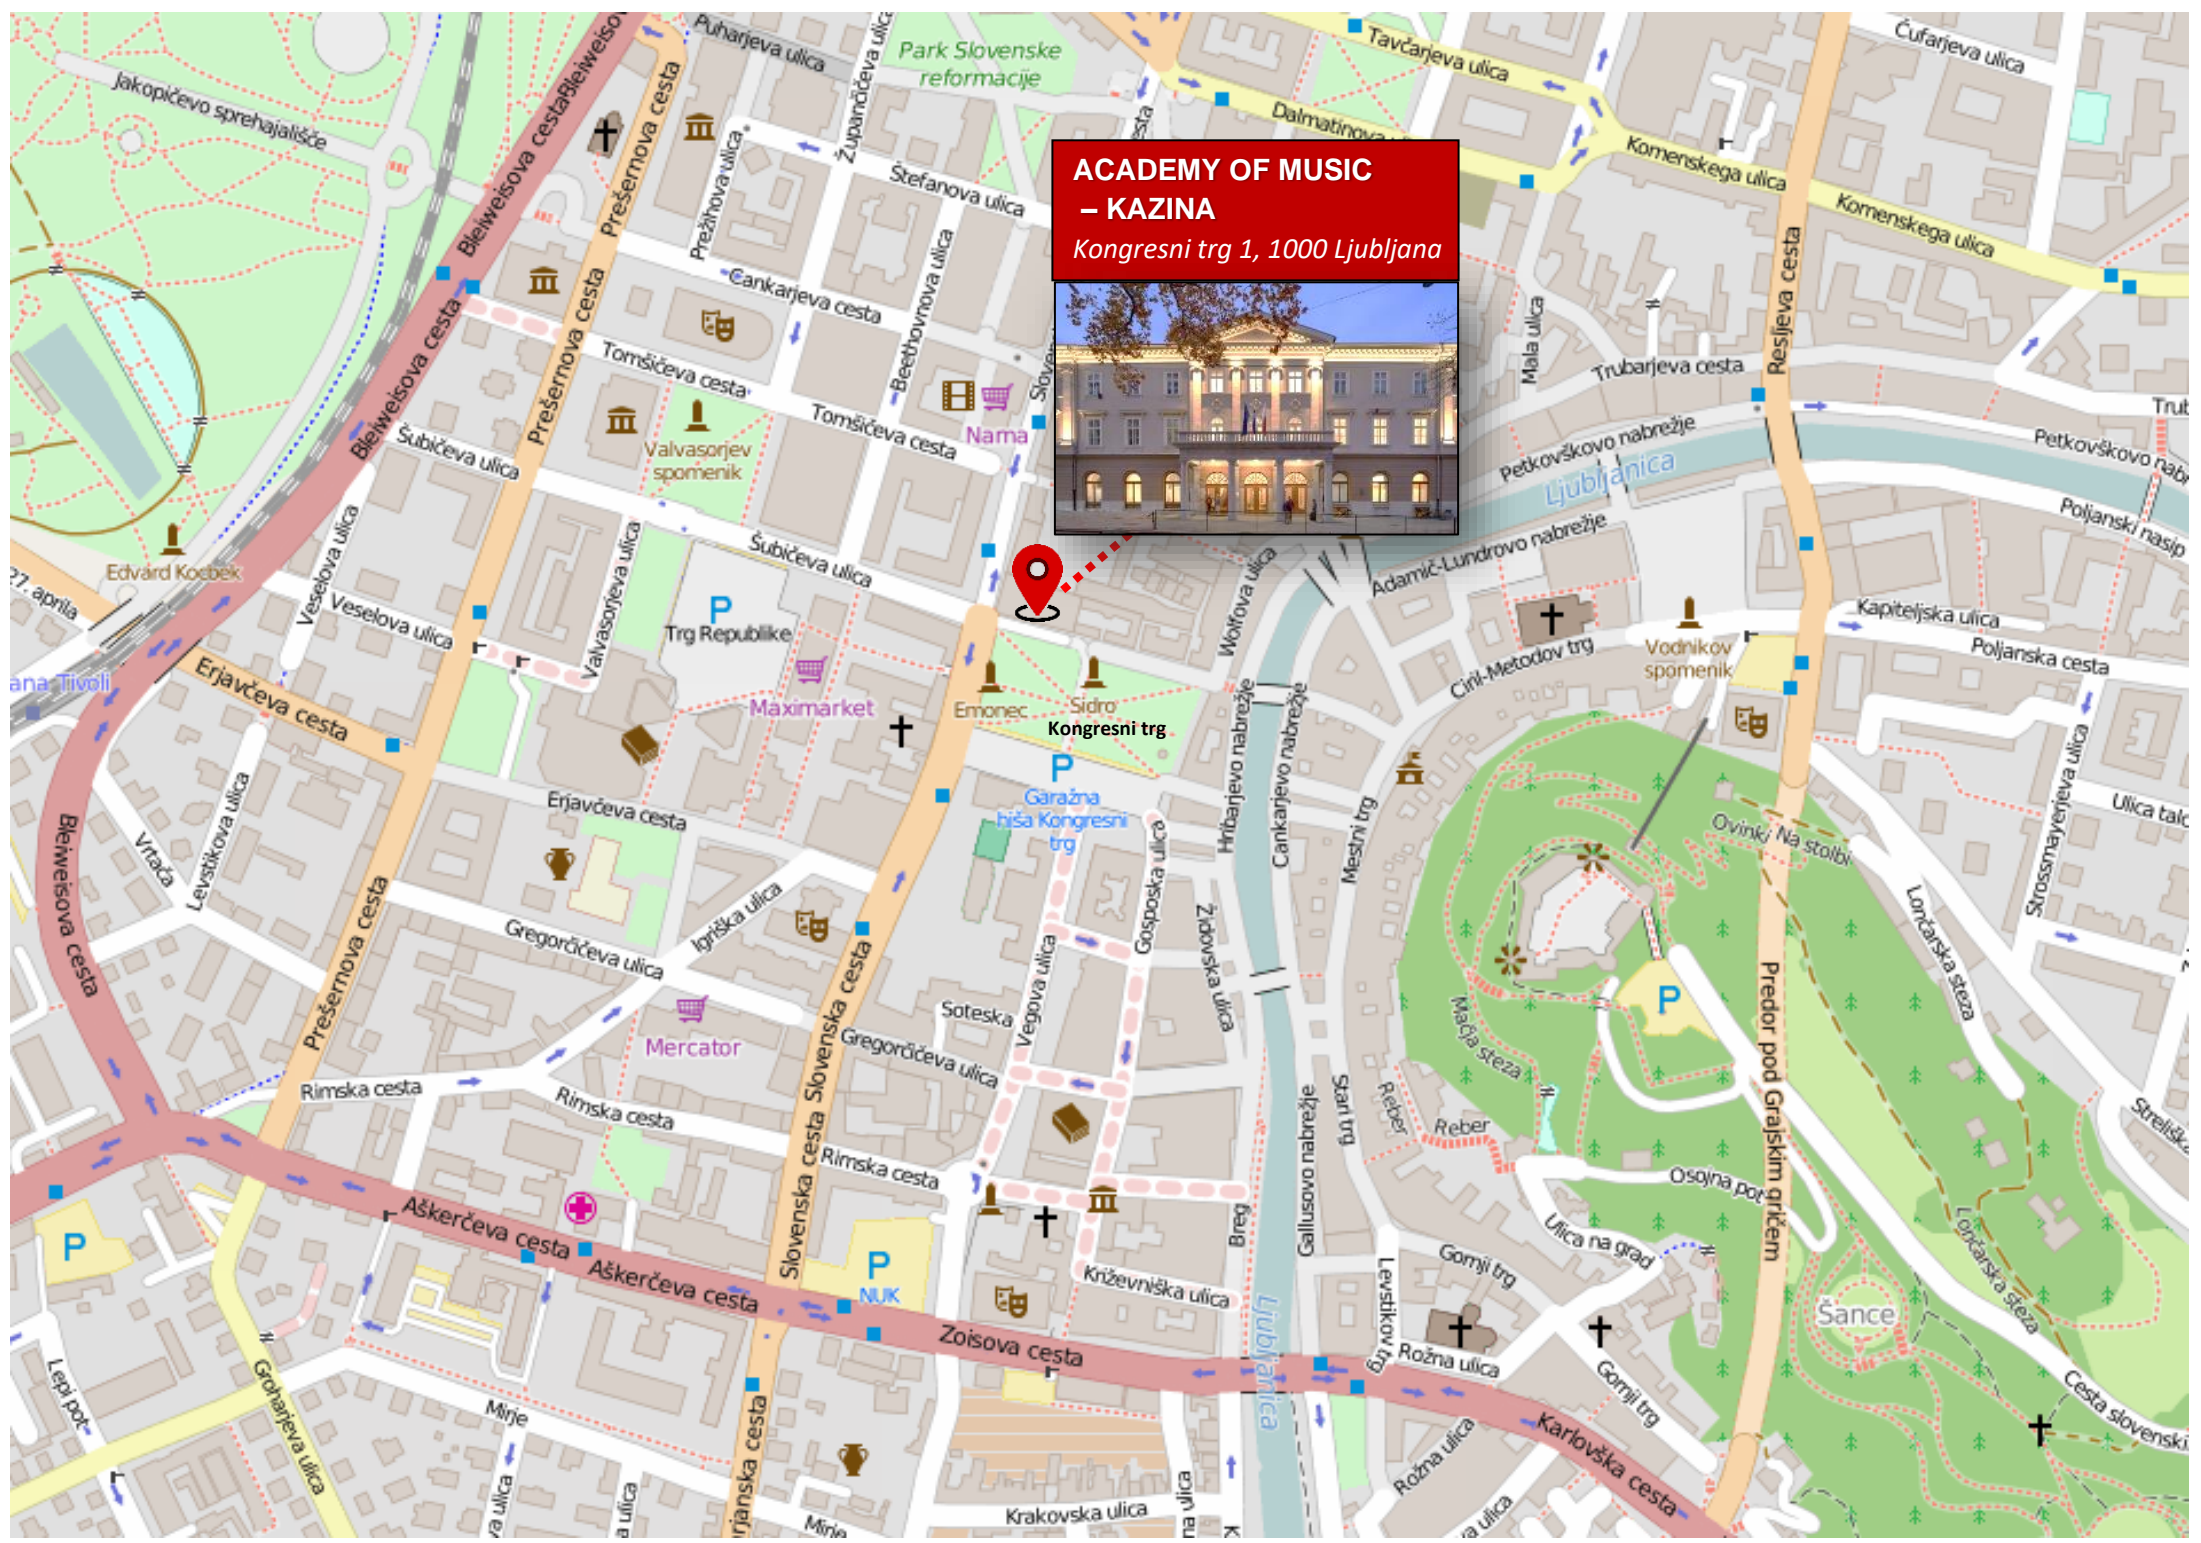 Puharjeva ulica
Župančičeva ulica
Park Slovenske
reformacije
Tavčarjeva ulica
Čufarjeva ulica
Jakopičevo sprehajališče
Bleiweisova cesta
Prešernova cesta
Dalmatinova
Komenskega ulica
Komenskega ulica
Štefanova ulica
Prežihova ulica
ACADEMY OF MUSIC
– KAZINA
Kongresni trg 1, 1000 Ljubljana
Bleiweisova cesta
Bleiweisova cesta
Cankarjeva cesta
Beethovnova ulica
Resljeva cesta
Mala ulica
Trubarjeva cesta
Prešernova cesta
Tomšičeva cesta
Tomšičeva cesta
Nama
Valvasorjev
spomenik
Šubičeva ulica
Šubičeva ulica
Petkovškovo nabrežje
Ljubljanica
Poljanski nasip
Adamič-Lundrovo nabrežje
Edvard Kocbek
27. aprila
Veselova ulica
Veselova ulica
Valvasorjeva ulica
P
Trg Republike
Wolfova ulica
Kapiteljska ulica
Poljanska cesta
Vodnikov
spomenik
Ciril-Metodov trg
Erjavčeva cesta
Maximarket
Emonec
Sidro
Kongresni trg
P
Garažna
hiša Kongresni
trg
Hribarjevo nabrežje
Cankarjevo nabrežje
Mestni trg
Strossmayerjeva ulica
Erjavčeva cesta
Ovinki
Na stolbi
Bleiweisova cesta
Vrtača
Levstikova ulica
Prešernova cesta
Gregorčičeva ulica
Igriška ulica
Gosposka ulica
Židovska ulica
Lončarska steza
Slovenska cesta
Slovenska cesta
Vegova ulica
Soteska
Mercator
Gregorčičeva ulica
P
Mačja steza
Predor pod Grajskim gričem
Rimska cesta
Rimska cesta
Rimska cesta
Stari trg
Reber
Reber
Gallusovo nabrežje
Osojna pot
Aškerčeva cesta
Aškerčeva cesta
P
P
NUK
Breg
Ulica na grad
Gornji trg
Lončarska steza
Križevniška ulica
Levstikov trg
Šance
Zoisova cesta
Ljubljanica
Rožna ulica
Gornji trg
Lepi pot
Groharjeva ulica
Mirje
Mirje
Rožna ulica
Karlovška cesta
Krakovska ulica